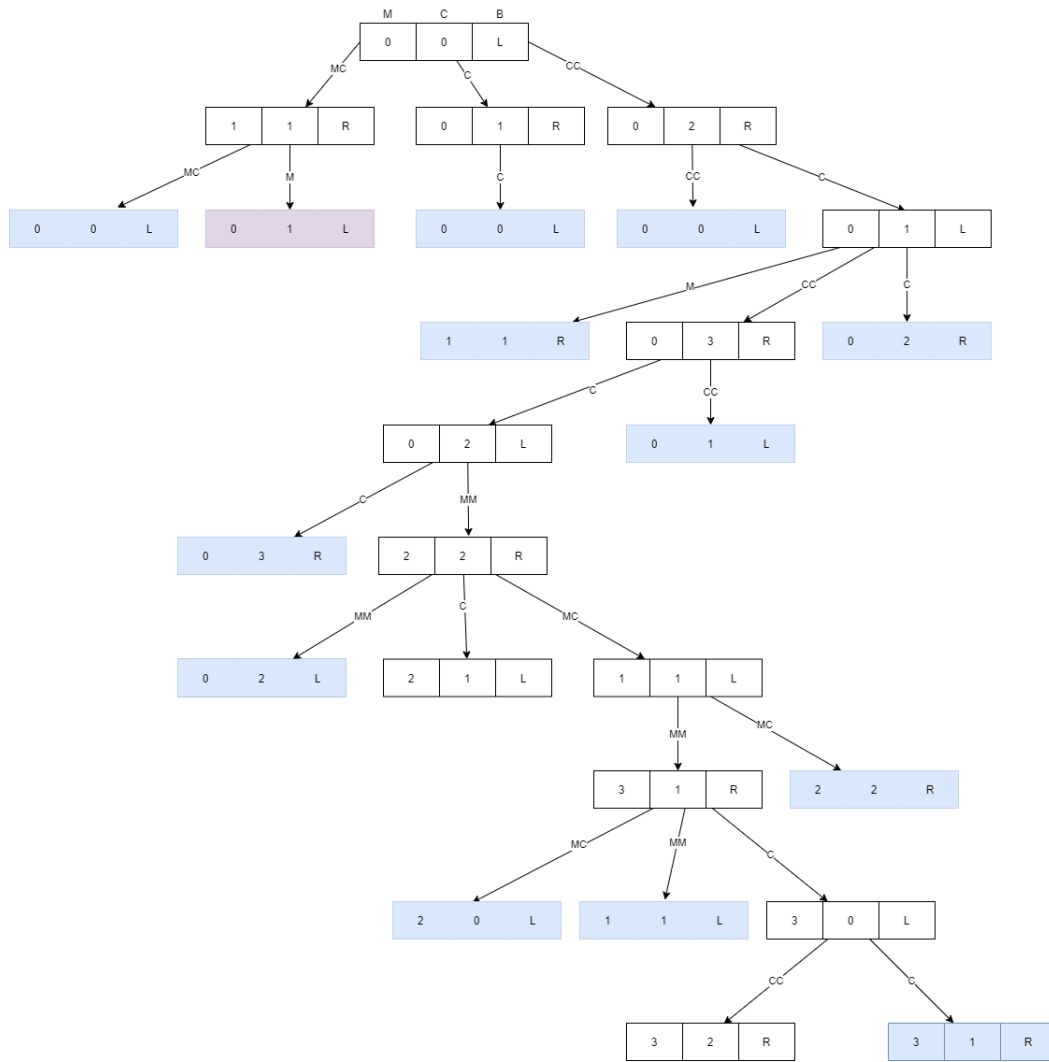 M C B
0 0 L
MC C CC
1 1 R 0 1 R 0 2 R
MC M C CC C
0 0 L 0 1 L 0 0 L 0 0 L 0 1 L
M CC C
1 1 R 0 3 R 0 2 R
C CC
0 2 L 0 1 L
C MM
0 3 R 2 2 R
MM C MC
0 2 L 2 1 L 1 1 L
MM MC
3 1 R 2 2 R
MC MM C
2 0 L 1 1 L 3 0 L
CC C
3 2 R 3 1 R